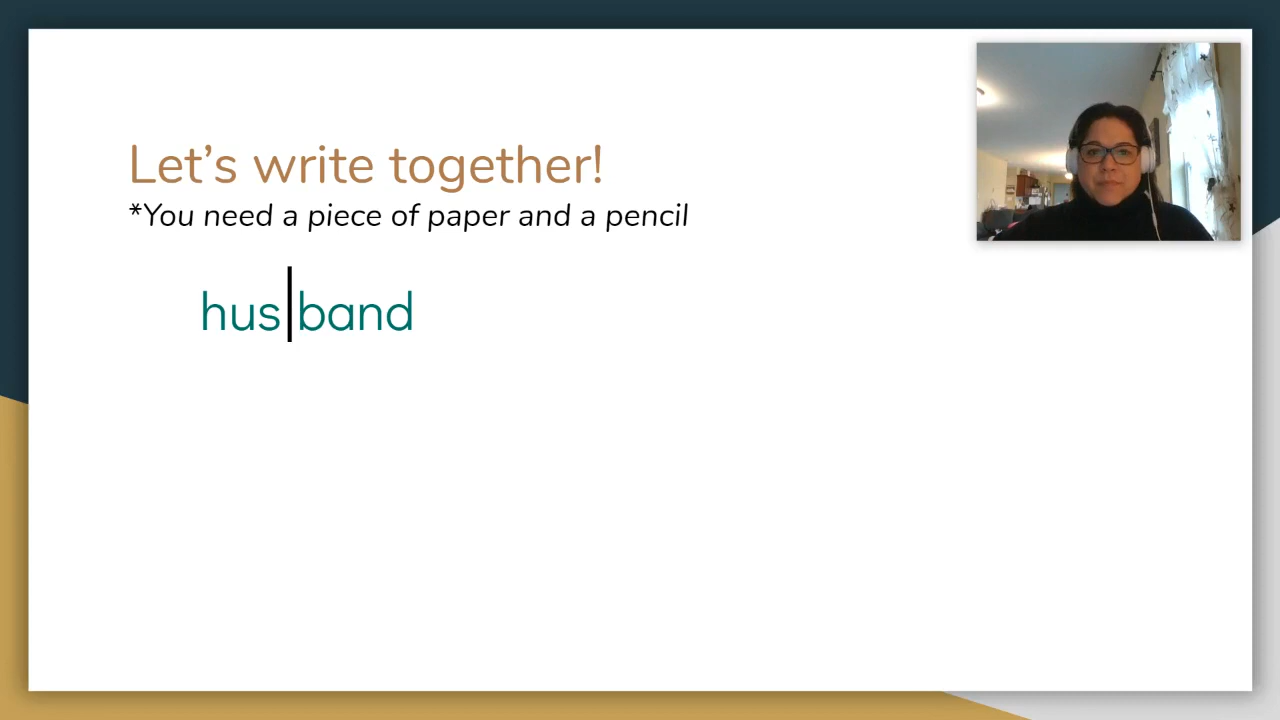 Let's write together!
*You need a piece of paper and a pencil
hus|band